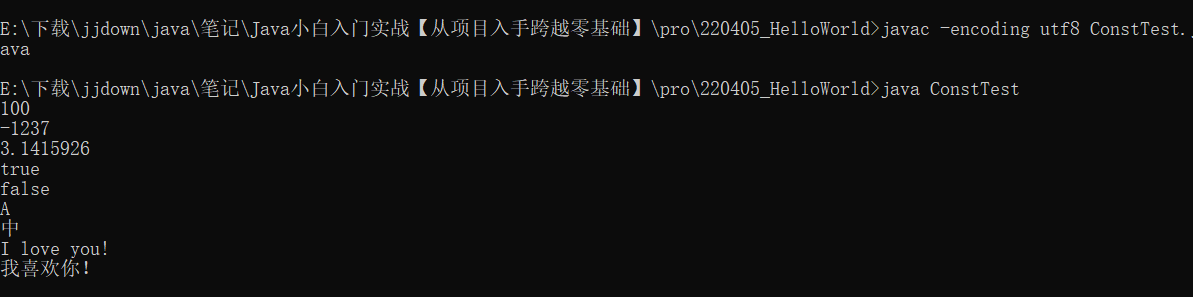 E:\下载\jjdown\java\笔记\Java小白入门实战【从项目入手跨越零基础】\pro\220405_HelloWorld>javac -encoding utf8 ConstTest.j
ava
E:\下载\jjdown\java\笔记\Java小白入门实战【从项目入手跨越零基础】\pro\220405_HelloWorld>java ConstTest
100
-1237
3.1415926
true
false
A
中
I love you!
我喜欢你！